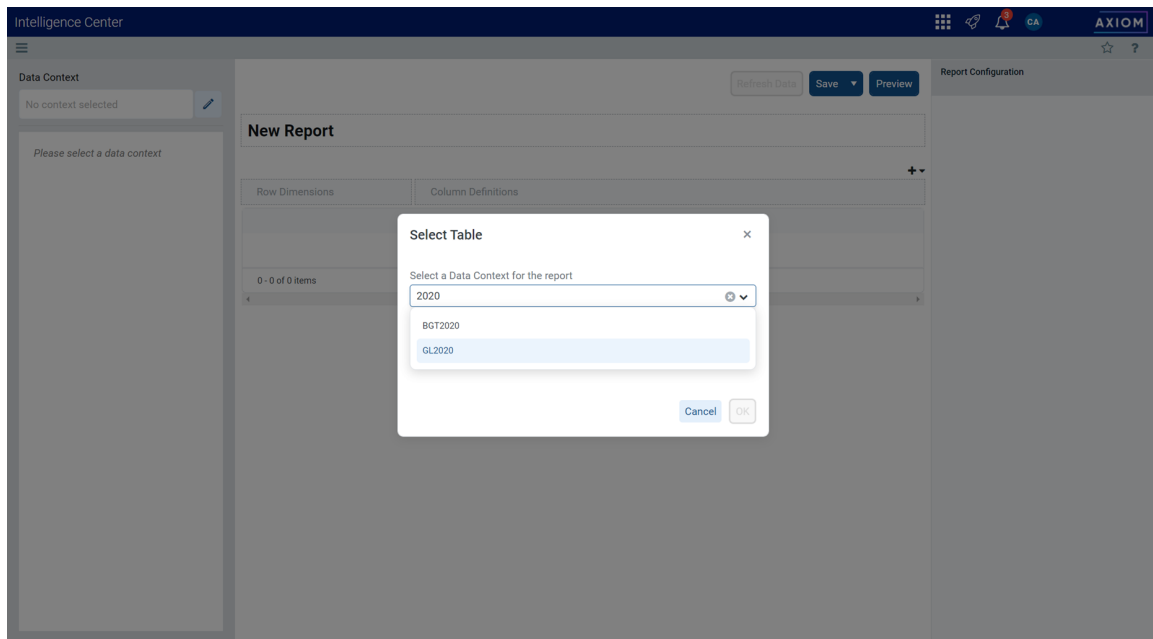 Intelligence Center
3
CA
AXIOM
?
Data Context
No context selected
Please select a data context
Refresh Data
Save
Preview
Report Configuration
New Report
Row Dimensions
Column Definitions
0 - 0 of 0 items
Select Table
Select a Data Context for the report
2020
BGT2020
GL2020
Cancel
OK